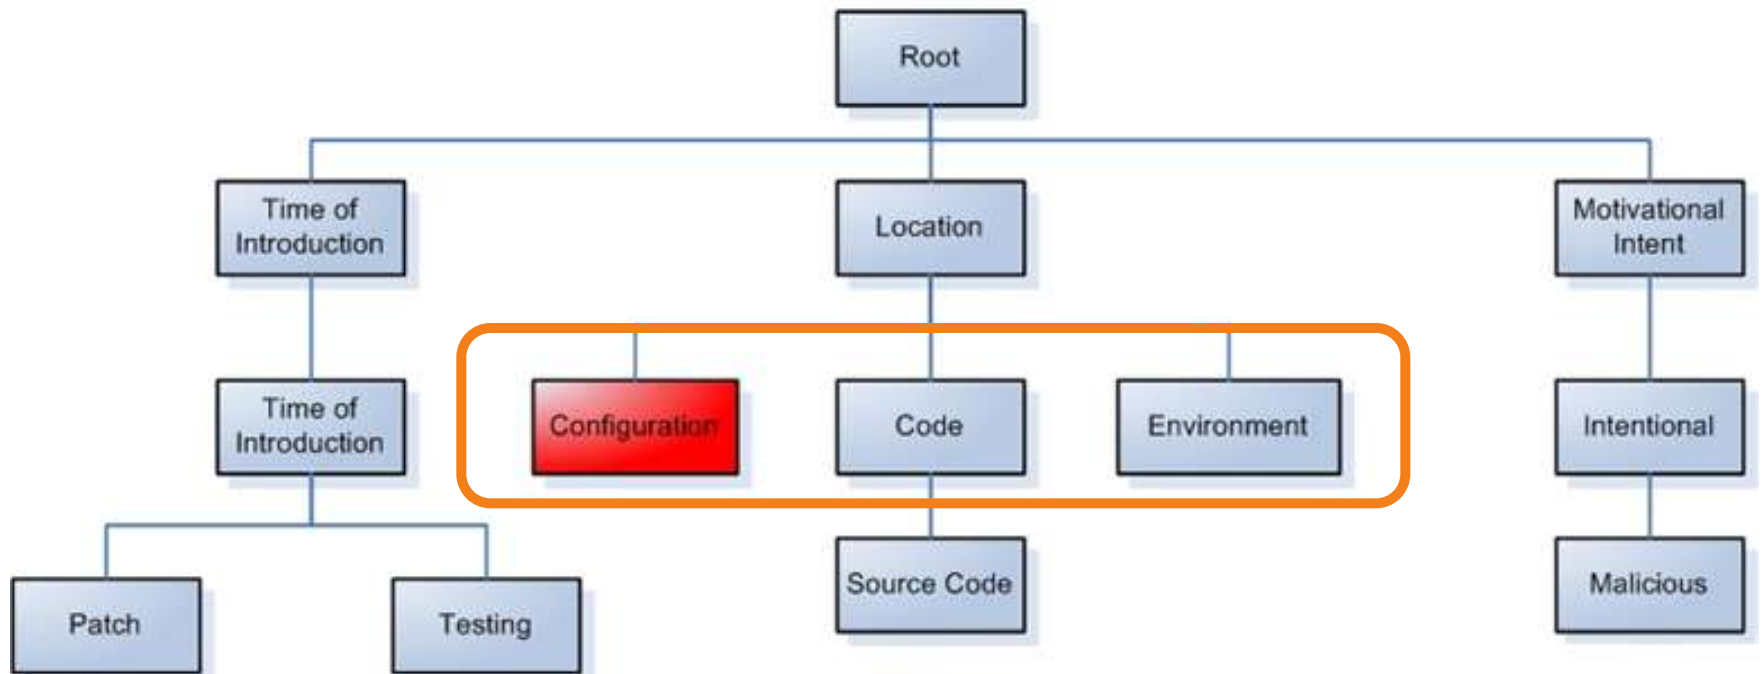 Root
Time of
Introduction
Location
Motivational
Intent
Time of
Introduction
Configuration
Code
Environment
Intentional
Source Code
Malicious
Patch
Testing